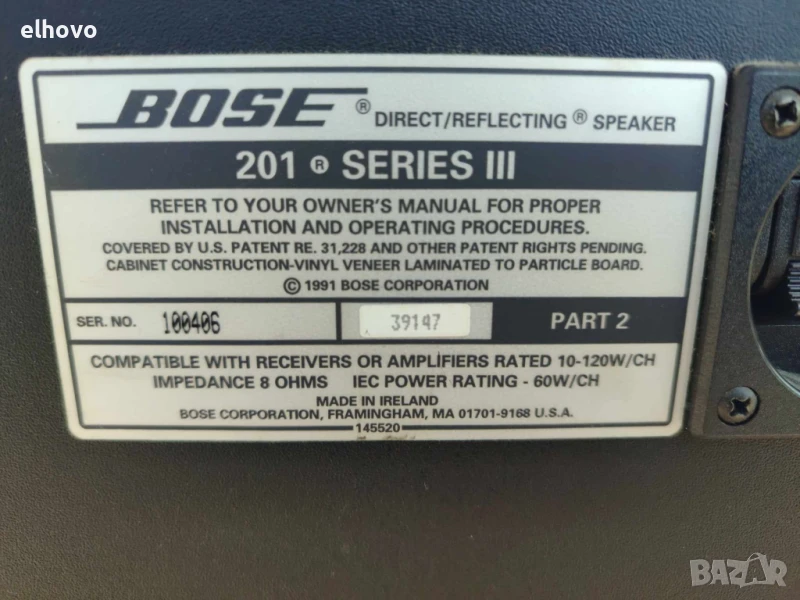 elhovo
BOSE® DIRECT/REFLECTING® SPEAKER
201® SERIES III
REFER TO YOUR OWNER'S MANUAL FOR PROPER
INSTALLATION AND OPERATING PROCEDURES.
COVERED BY U.S. PATENT RE. 31,228 AND OTHER PATENT RIGHTS PENDING.
CABINET CONSTRUCTION-VINYL VENEER LAMINATED TO PARTICLE BOARD.
© 1991 BOSE CORPORATION
SER. NO. 100406 39147 PART 2
COMPATIBLE WITH RECEIVERS OR AMPLIFIERS RATED 10-120W/CH
IMPEDANCE 8 OHMS IEC POWER RATING - 60W/CH
MADE IN IRELAND
BOSE CORPORATION, FRAMINGHAM, MA 01701-9168 U.S.A.
145520
BAZAR